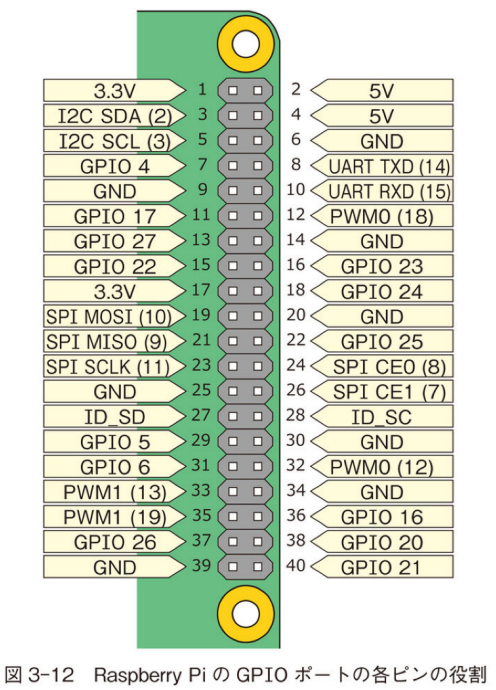 3.3V 1 2 5V
I2C SDA (2) 3 4 5V
I2C SCL (3) 5 6 GND
GPIO 4 7 8 UART TXD (14)
GND 9 10 UART RXD (15)
GPIO 17 11 12 PWM0 (18)
GPIO 27 13 14 GND
GPIO 22 15 16 GPIO 23
3.3V 17 18 GPIO 24
SPI MOSI (10) 19 20 GND
SPI MISO (9) 21 22 GPIO 25
SPI SCLK (11) 23 24 SPI CE0 (8)
GND 25 26 SPI CE1 (7)
ID_SD 27 28 ID_SC
GPIO 5 29 30 GND
GPIO 6 31 32 PWM0 (12)
PWM1 (13) 33 34 GND
PWM1 (19) 35 36 GPIO 16
GPIO 26 37 38 GPIO 20
GND 39 40 GPIO 21
図 3-12 Raspberry Pi の GPIO ポートの各ピンの役割